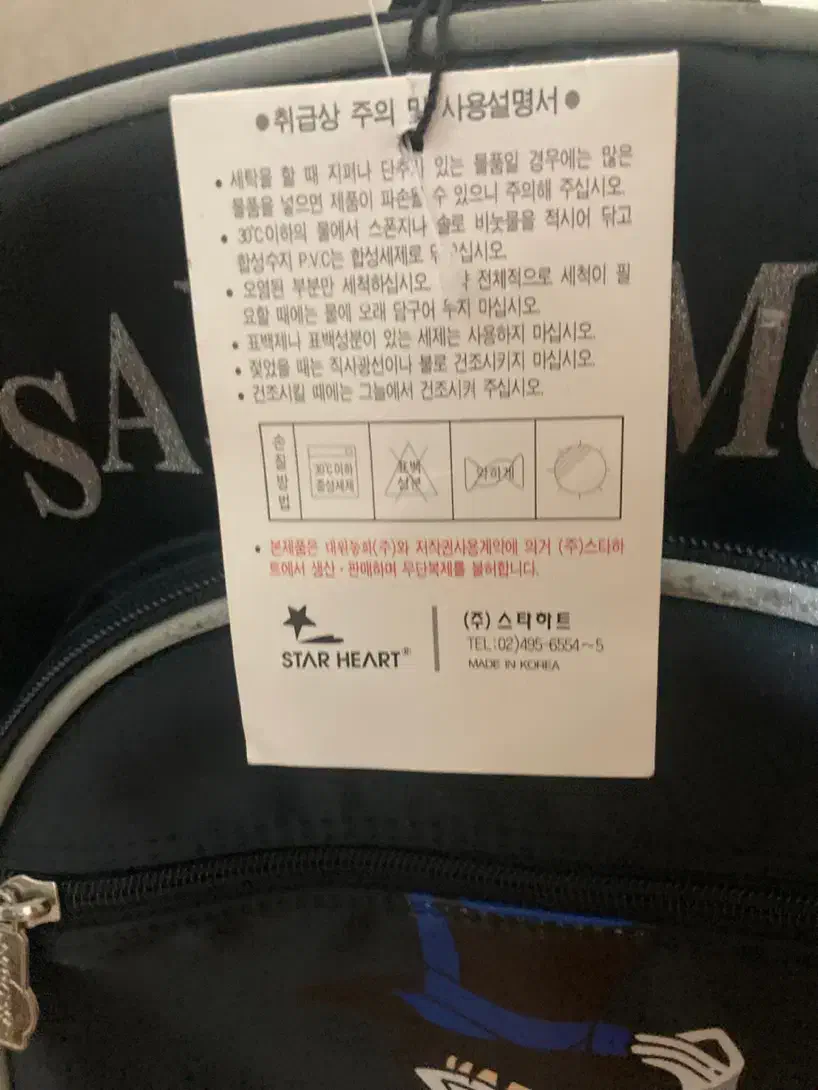 ●취급상 주의 및 사용설명서●
• 세탁을 할 때 지퍼나 단추가 있는 물품일 경우에는 많은
물품을 넣으면 제품이 파손될 수 있으니 주의해 주십시오.
• 30℃이하의 물에서 스폰지나 솔로 비눗물을 적시어 닦고
합성수지 P.V.C는 합성세제로 십시오.
• 오염된 부분만 세척하십시오. 전체적으로 세척이 필
요할 때에는 물에 오래 담구어 두지 마십시오.
• 표백제나 표백성분이 있는 세제는 사용하지 마십시오.
• 젖었을 때는 직사광선이나 불로 건조시키지 마십시오.
• 건조시킬 때에는 그늘에서 건조시켜 주십시오.
손질방법
30℃이하
중성세제
표백
성분
약하게
• 본제품은 대원동화(주)와 저작권사용계약에 의거 (주)스타하
트에서 생산·판매하며 무단복제를 불허합니다.
STAR HEART®
(주) 스타하트
TEL:02)495-6554~5
MADE IN KOREA
SA
MO